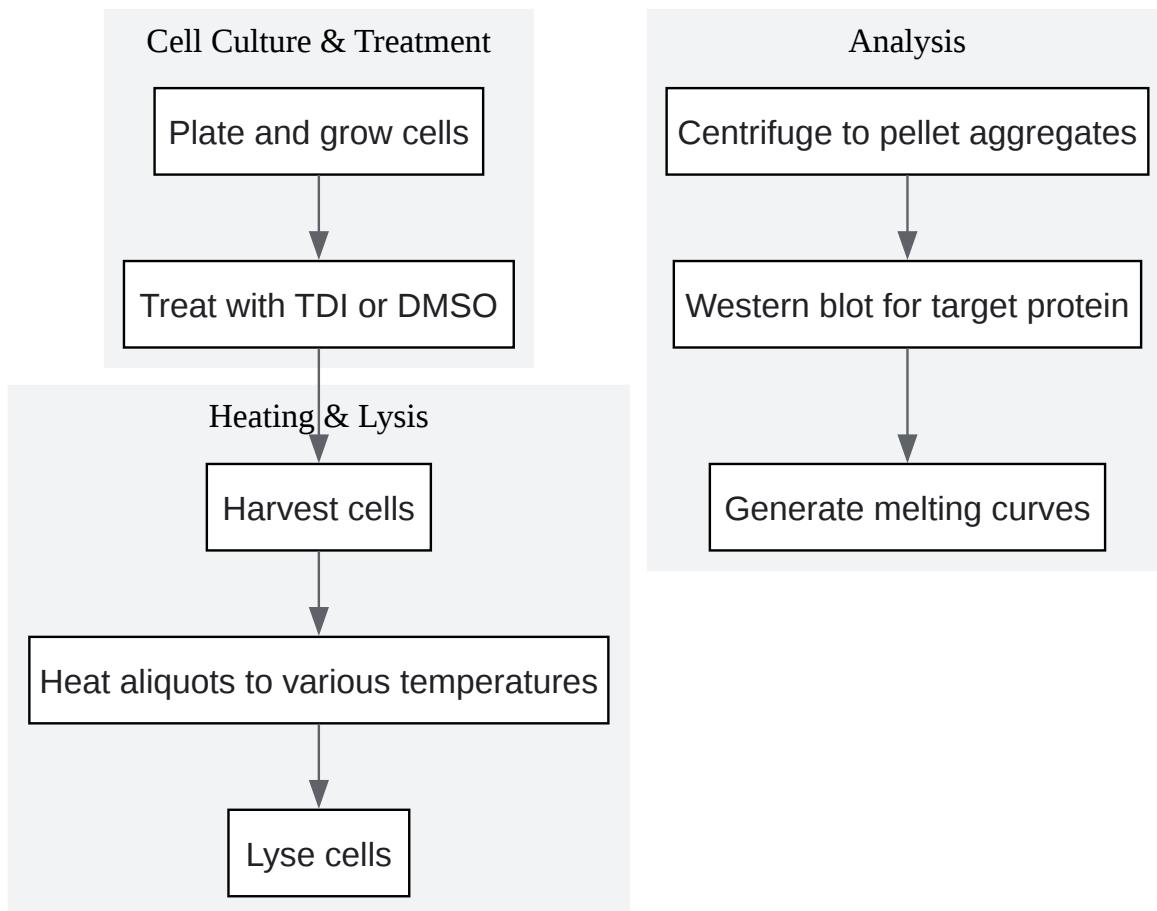 Cell Culture & Treatment
Plate and grow cells
Treat with TDI or DMSO
Heating & Lysis
Harvest cells
Heat aliquots to various temperatures
Lyse cells
Analysis
Centrifuge to pellet aggregates
Western blot for target protein
Generate melting curves